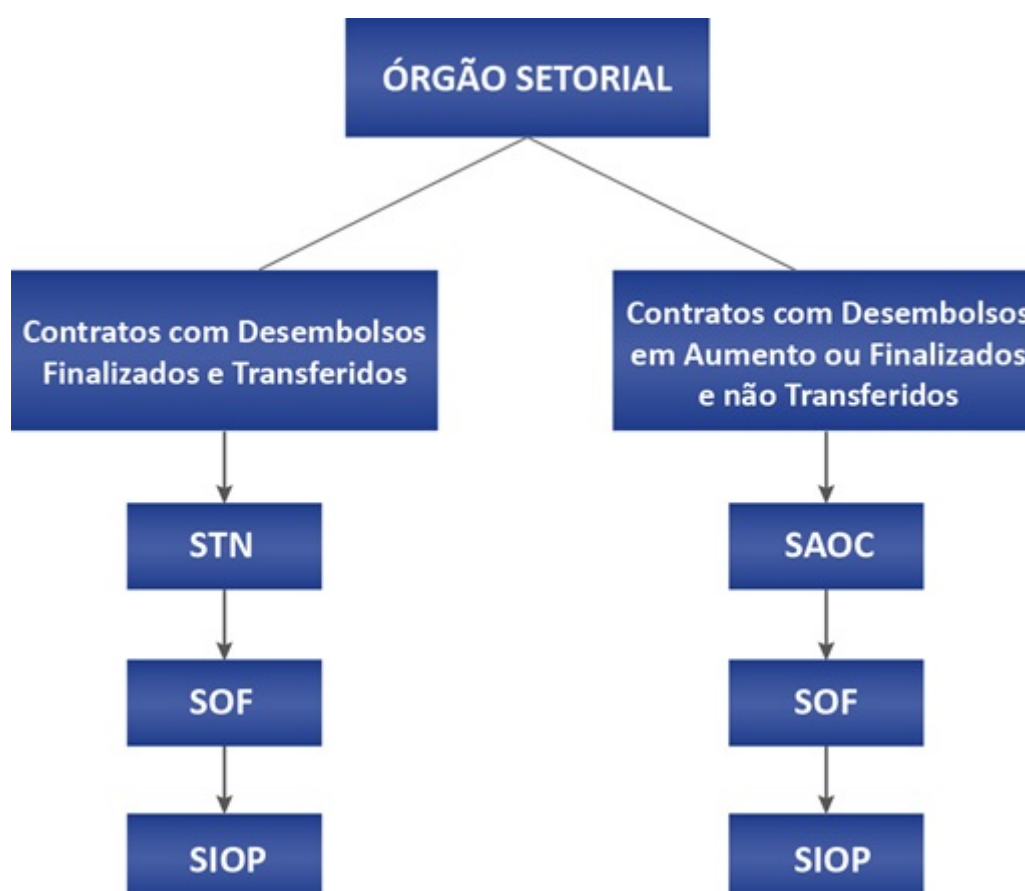 ÓRGÃO SETORIAL
Contratos com Desembolsos
Finalizados e Transferidos
Contratos com Desembolsos
em Aumento ou Finalizados
e não Transferidos
STN
SAOC
SOF
SOF
SIOP
SIOP